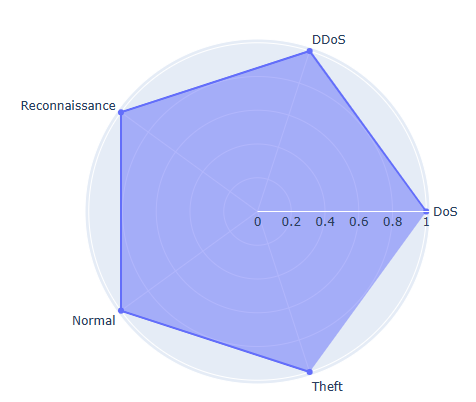 DDoS
Reconnaissance
DoS
0 0.2 0.4 0.6 0.8 1
Normal
Theft